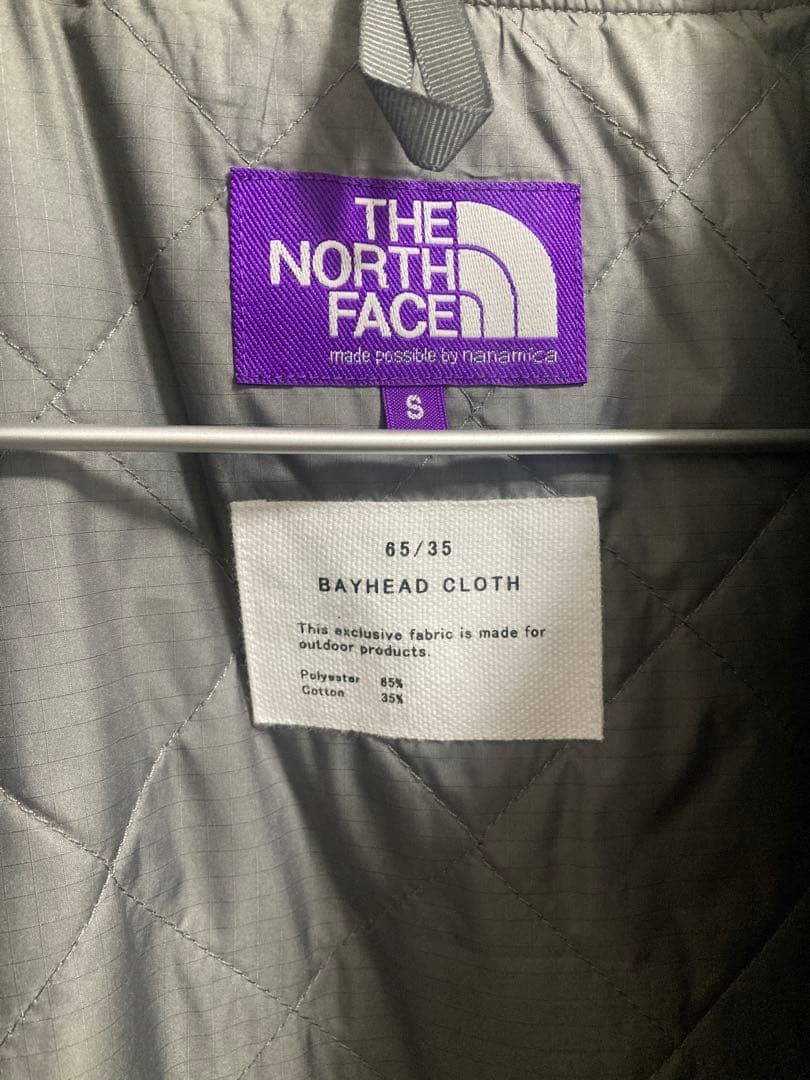 THE
NORTH
FACE
made possible by nanamica
S
65/35
BAYHEAD CLOTH
This exclusive fabric is made for
outdoor products.
Polyester 65%
Cotton 35%